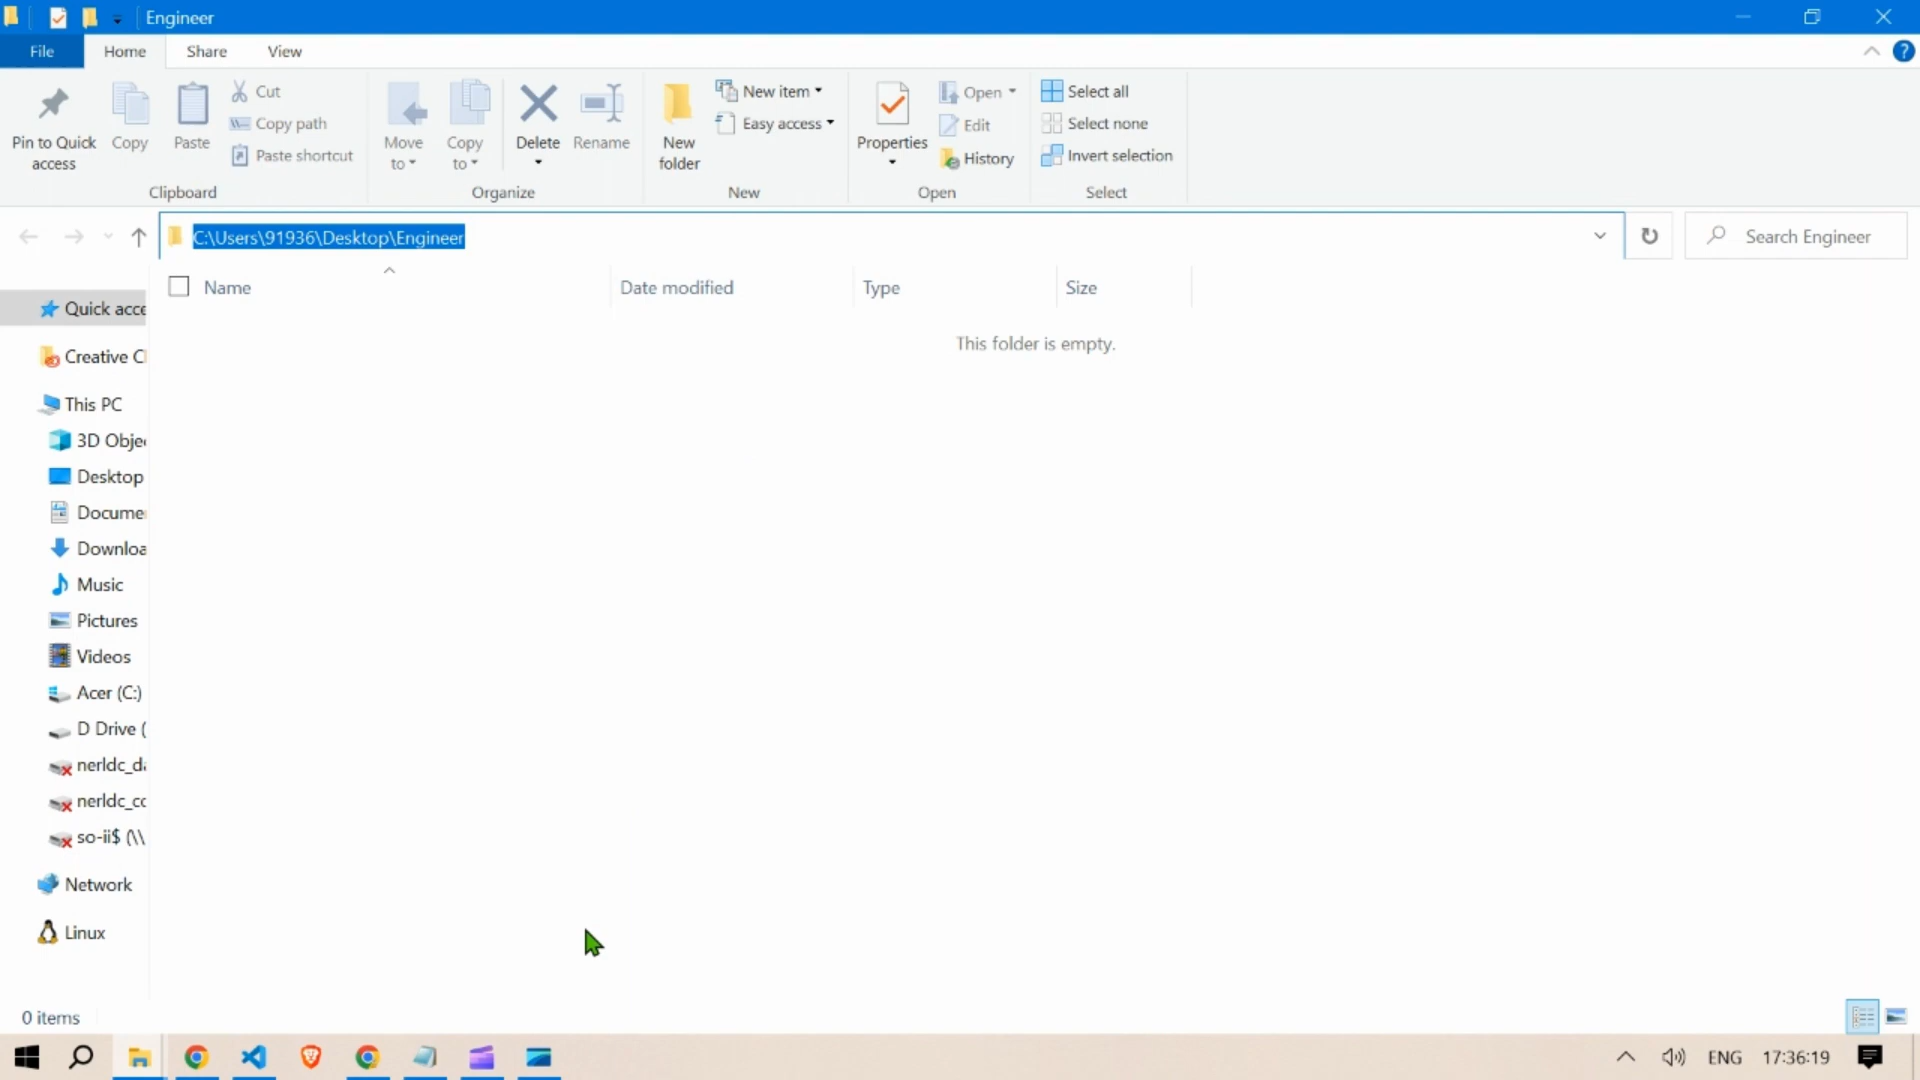 Engineer
File Home Share View
Pin to Quick access
Copy
Paste
Cut
Copy path
Paste shortcut
Clipboard
Move to
Copy to
Delete
Rename
Organize
New folder
New item
Easy access
New
Properties
Open
Edit
History
Open
Select all
Select none
Invert selection
Select
C:\Users\91936\Desktop\Engineer
Search Engineer
Name Date modified Type Size
This folder is empty.
Quick acce
Creative Cl
This PC
3D Obje
Desktop
Docume
Downloa
Music
Pictures
Videos
Acer (C:)
D Drive (
nerldc_da
nerldc_co
so-ii$ (\\
Network
Linux
0 items
ENG 17:36:19